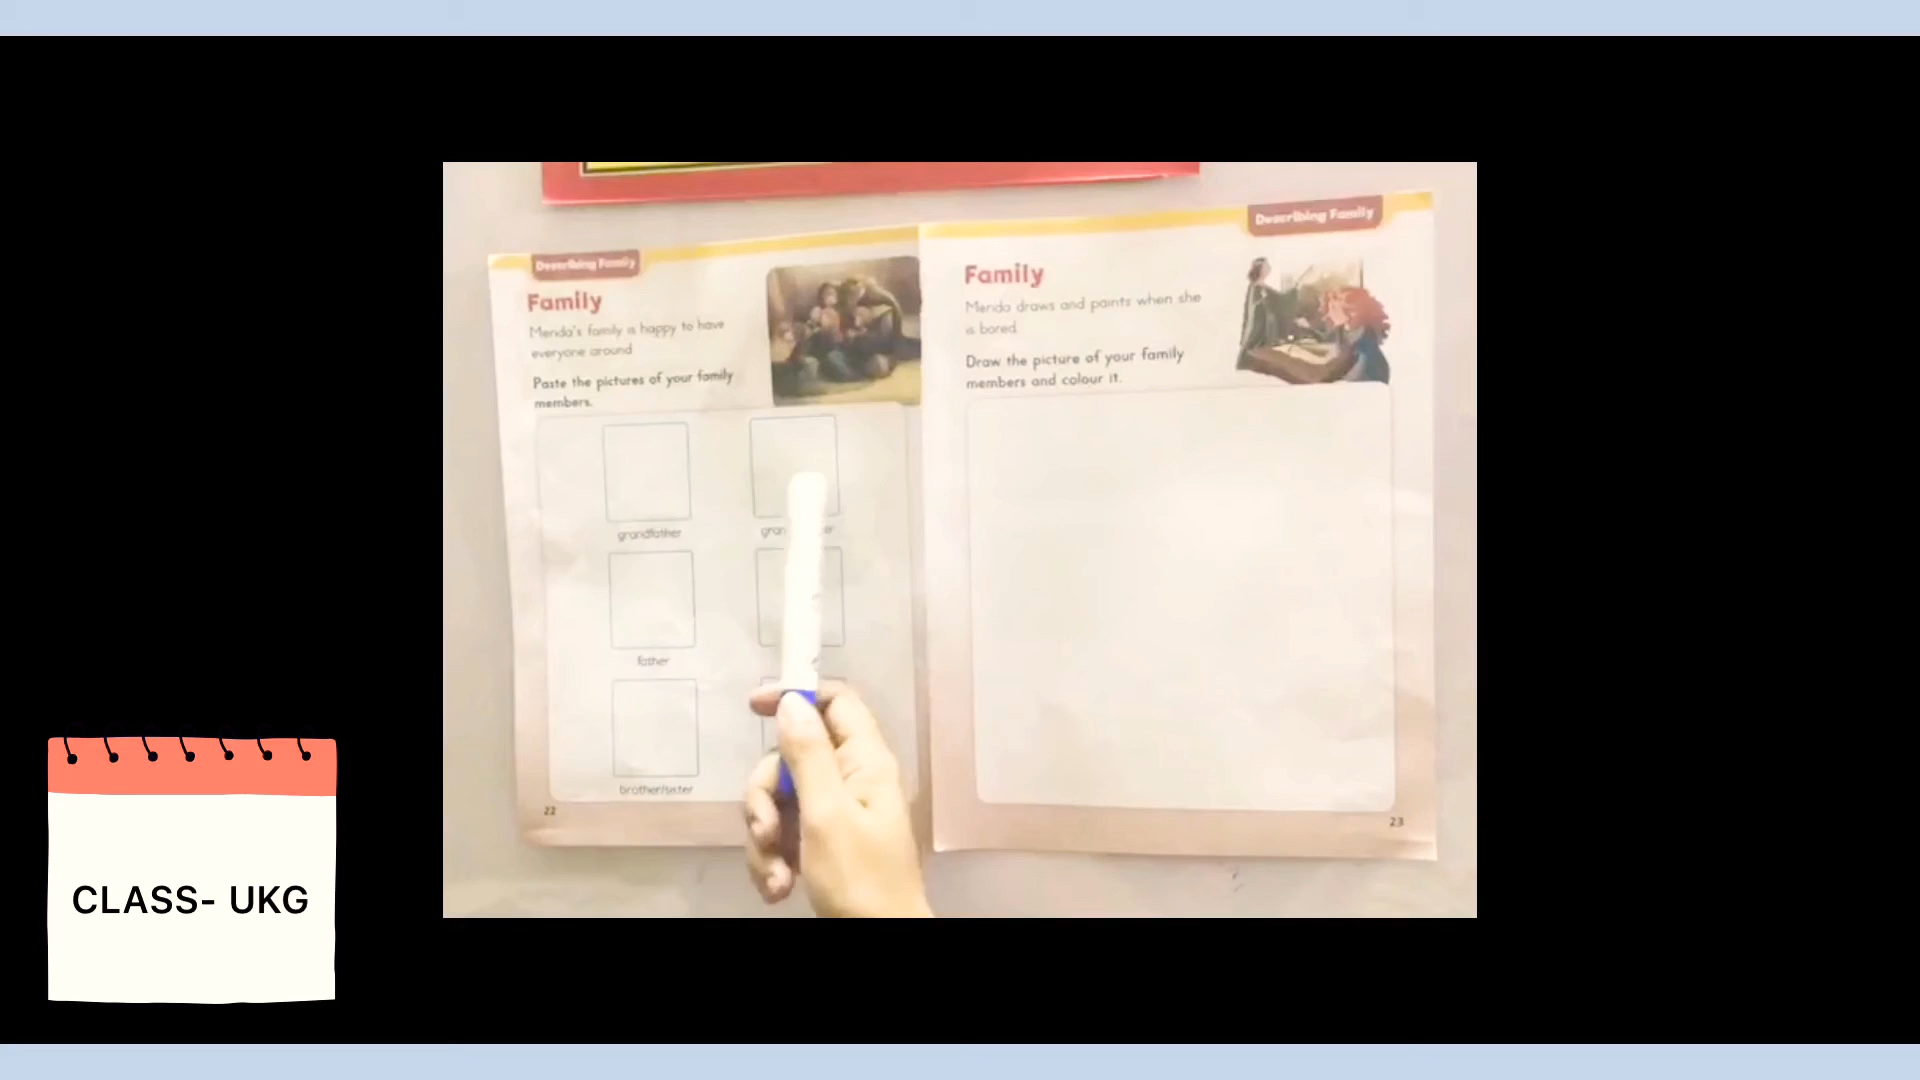 Describing Family
Family
Merida's family is happy to have
everyone around
Paste the pictures of your family
members.
grandfather
father
brother/sister
22
Describing Family
Family
Merida draws and paints when she
is bored
Draw the picture of your family
members and colour it.
23
CLASS- UKG